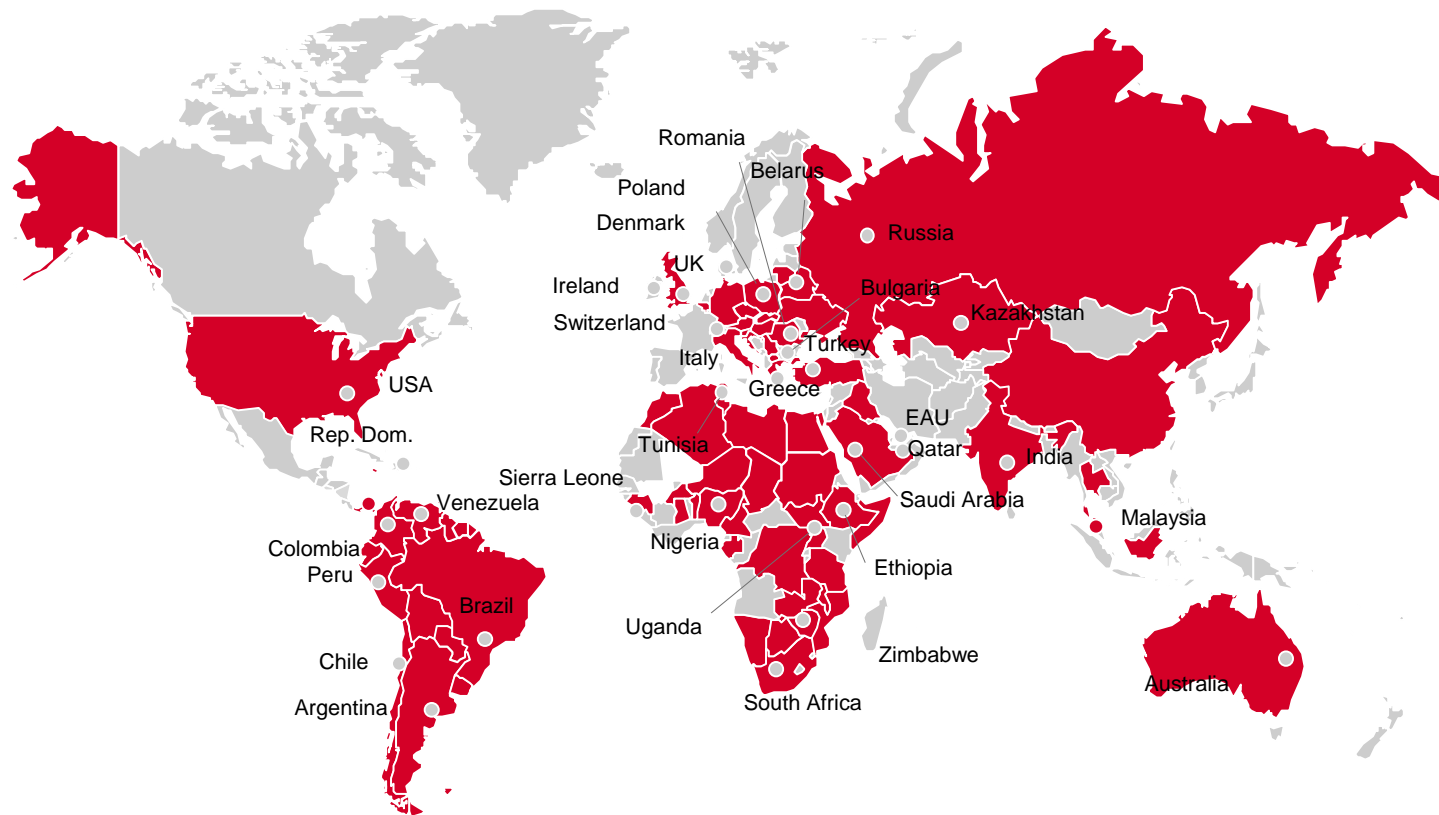 Romania
Belarus
Poland
Denmark
Russia
UK
Ireland
Bulgaria
Kazakhstan
Switzerland
Turkey
Italy
USA
Greece
EAU
Rep. Dom.
Tunisia
Qatar
India
Sierra Leone
Saudi Arabia
Venezuela
Malaysia
Nigeria
Colombia
Ethiopia
Peru
Brazil
Uganda
Zimbabwe
Chile
Australia
South Africa
Argentina